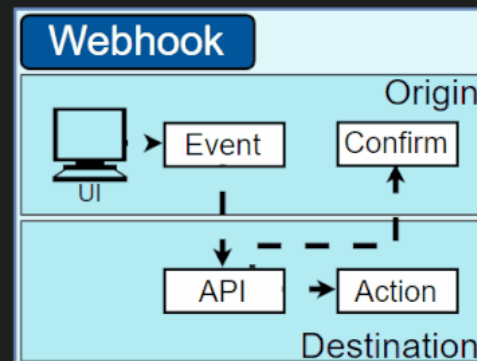 Webhook
Origin
Event
Confirm
UI
API
Action
Destination